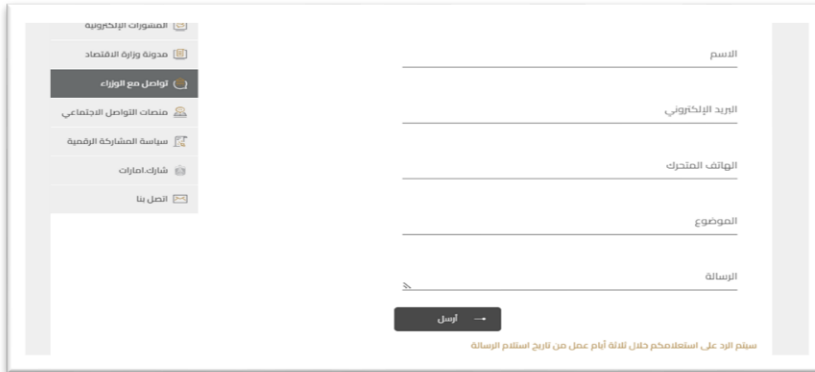 الاسم
البريد الإلكتروني
الهاتف المتحرك
الموضوع
الرسالة
أرسل
سيتم الرد على استعلامكم خلال ثلاثة أيام عمل من تاريخ استلام الرسالة
المشورات الإلكترونية
مدونة وزارة الاقتصاد
تواصل مع الوزراء
منصات التواصل الاجتماعي
سياسة المشاركة الرقمية
شارك.امارات
اتصل بنا